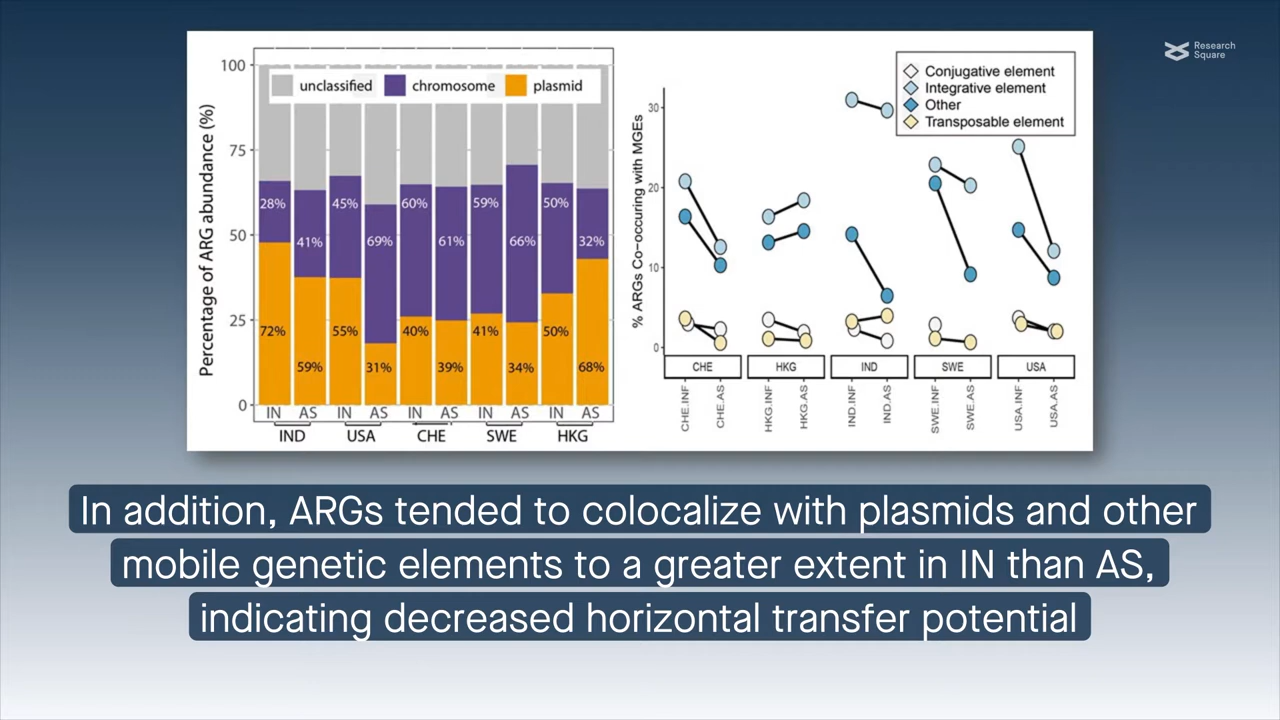 Research
Square
100
75
50
25
0
Percentage of ARG abundance (%)
unclassified chromosome plasmid
28% 45% 60% 59% 50%
41% 69% 61% 66% 32%
72% 55% 40% 41% 50%
59% 31% 39% 34% 68%
IN AS IN AS IN AS IN AS IN AS
IND USA CHE SWE HKG
% ARGs Co-occuring with MGEs
30
20
10
0
Conjugative element
Integrative element
Other
Transposable element
CHE HKG IND SWE USA
CHE.INF CHE.AS HKG.INF HKG.AS IND.INF IND.AS SWE.INF SWE.AS USA.INF USA.AS
In addition, ARGs tended to colocalize with plasmids and other
mobile genetic elements to a greater extent in IN than AS,
indicating decreased horizontal transfer potential